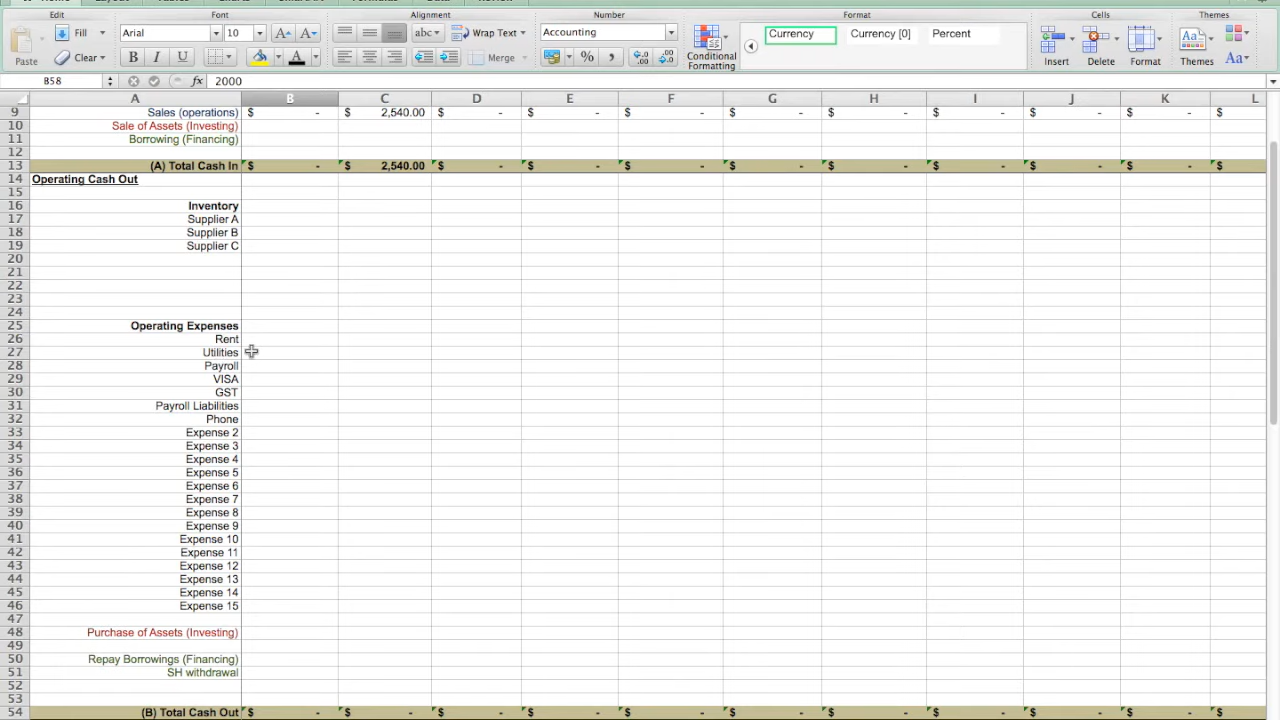 Edit Font Alignment Number Format Cells Themes
Fill Arial 10 A A abc Wrap Text Accounting Currency Currency [0] Percent
Paste B I U A Merge % , Conditional Formatting Insert Delete Format Themes Aa
B58 fx 2000
A B C D E F G H I J K L
9 Sales (operations) $ - $ 2,540.00 $ - $ - $ - $ - $ - $ - $ - $ - $
10 Sale of Assets (Investing)
11 Borrowing (Financing)
12
13 (A) Total Cash In $ - $ 2,540.00 $ - $ - $ - $ - $ - $ - $ - $ - $
14 Operating Cash Out
15
16 Inventory
17 Supplier A
18 Supplier B
19 Supplier C
20
21
22
23
24
25 Operating Expenses
26 Rent
27 Utilities
28 Payroll
29 VISA
30 GST
31 Payroll Liabilities
32 Phone
33 Expense 2
34 Expense 3
35 Expense 4
36 Expense 5
37 Expense 6
38 Expense 7
39 Expense 8
40 Expense 9
41 Expense 10
42 Expense 11
43 Expense 12
44 Expense 13
45 Expense 14
46 Expense 15
47
48 Purchase of Assets (Investing)
49
50 Repay Borrowings (Financing)
51 SH withdrawal
52
53
54 (B) Total Cash Out $ - $ - $ - $ - $ - $ - $ - $ - $ - $ - $